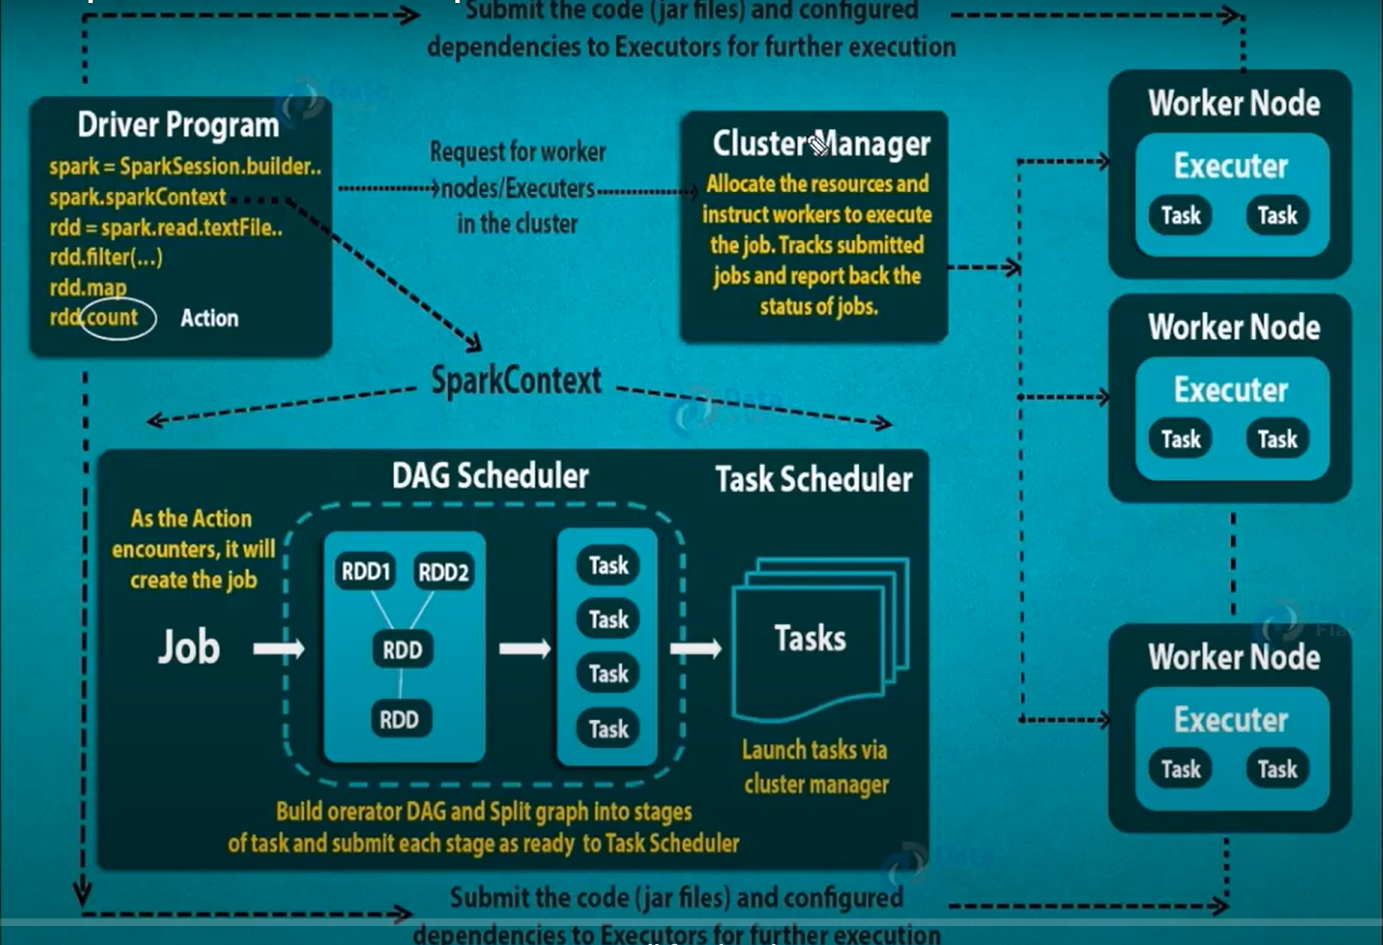 Submit the code (jar files) and configured
dependencies to Executors for further execution
Driver Program
spark = SparkSession.builder..
spark.sparkContext
rdd = spark.read.textFile..
rdd.filter(...)
rdd.map
rdd.count
Action
Request for worker
nodes/Executers
in the cluster
Cluster Manager
Allocate the resources and
instruct workers to execute
the job. Tracks submitted
jobs and report back the
status of jobs.
Worker Node
Executer
Task Task
Worker Node
Executer
Task Task
Worker Node
Executer
Task Task
SparkContext
DAG Scheduler
Task Scheduler
As the Action
encounters, it will
create the job
Job
RDD1 RDD2
RDD
RDD
Task
Task
Task
Task
Tasks
Launch tasks via
cluster manager
Build orerator DAG and Split graph into stages
of task and submit each stage as ready to Task Scheduler
Submit the code (jar files) and configured
dependencies to Executors for further execution